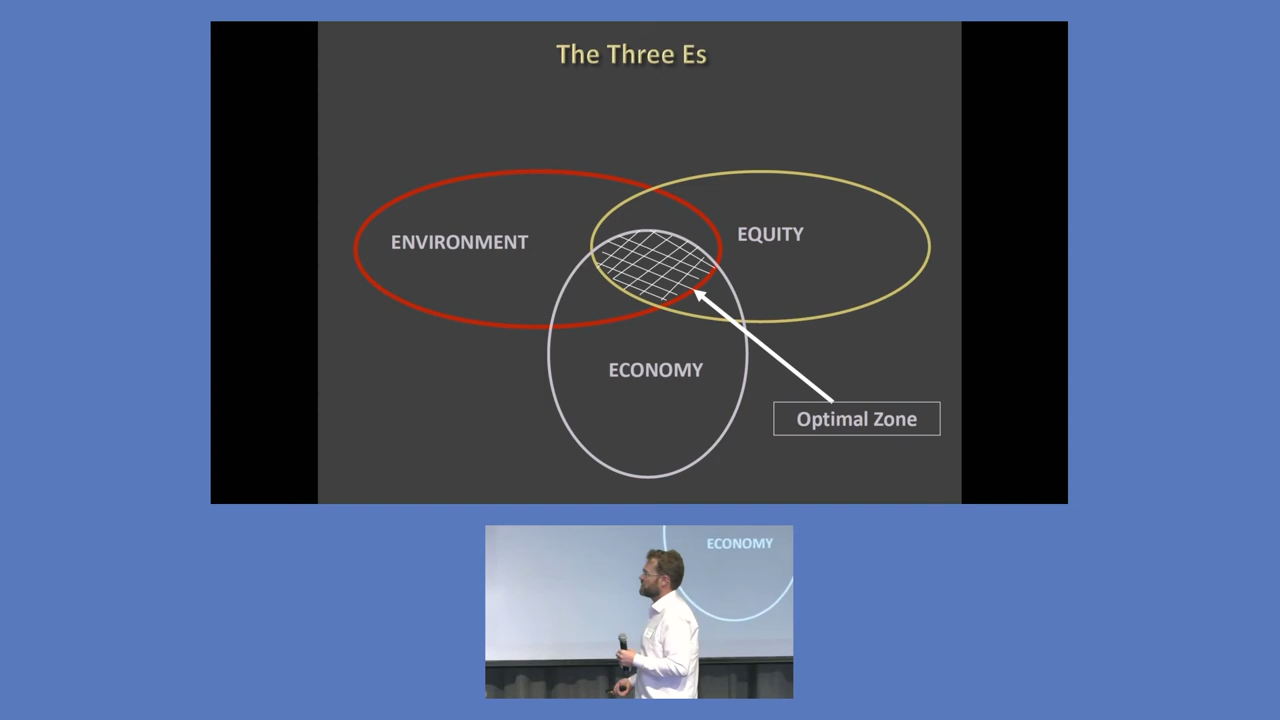 The Three Es
ENVIRONMENT
EQUITY
ECONOMY
Optimal Zone
ECONOMY